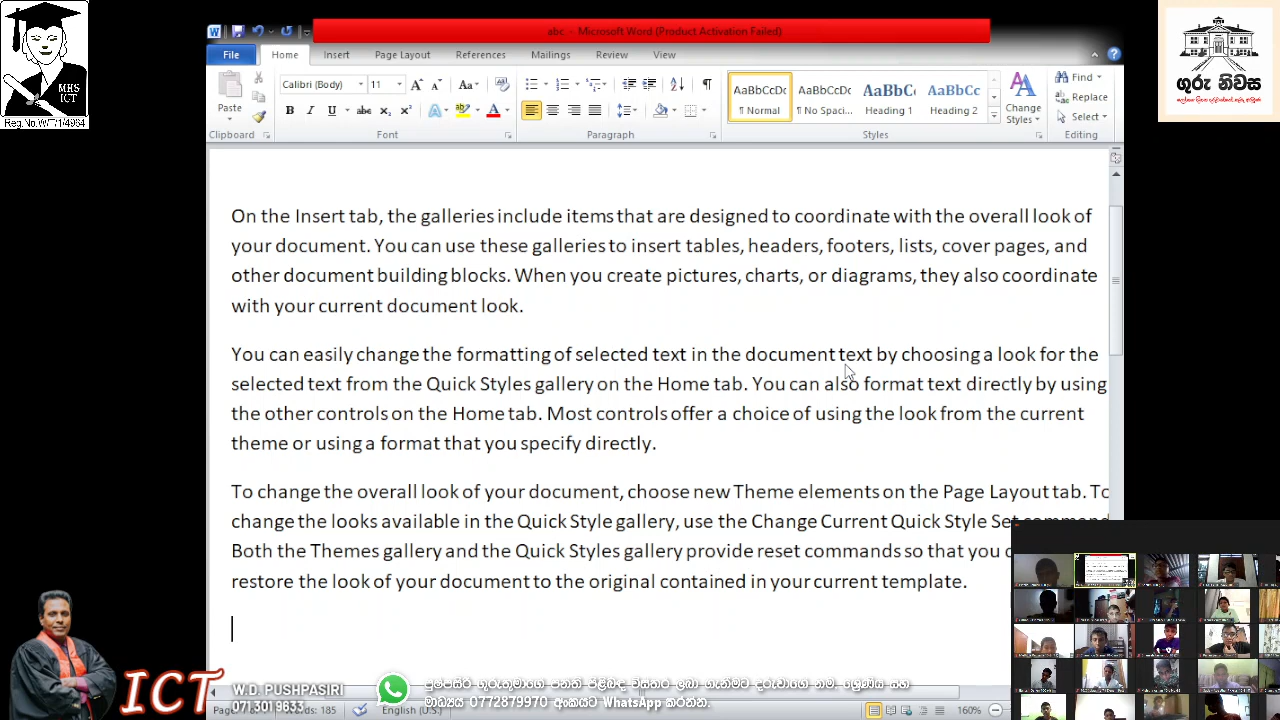 abc - Microsoft Word (Product Activation Failed)
File Home Insert Page Layout References Mailings Review View
Calibri (Body) 11
Paste
Clipboard Font Paragraph Styles Editing
AaBbCcDc AaBbCcDc AaBbC AaBbCc
¶ Normal ¶ No Spaci... Heading 1 Heading 2
Change Styles
Find
Replace
Select
MHS
ICT
Reg.No.WT/1/4964
ගුරු නිවස
On the Insert tab, the galleries include items that are designed to coordinate with the overall look of
your document. You can use these galleries to insert tables, headers, footers, lists, cover pages, and
other document building blocks. When you create pictures, charts, or diagrams, they also coordinate
with your current document look.
You can easily change the formatting of selected text in the document text by choosing a look for the
selected text from the Quick Styles gallery on the Home tab. You can also format text directly by using
the other controls on the Home tab. Most controls offer a choice of using the look from the current
theme or using a format that you specify directly.
To change the overall look of your document, choose new Theme elements on the Page Layout tab. To
change the looks available in the Quick Style gallery, use the Change Current Quick Style Set
Both the Themes gallery and the Quick Styles gallery provide reset commands so that you
restore the look of your document to the original contained in your current template.
ICT
W.D. PUSHPASIRI
071 301 9633
මාධ්‍යය 0772879970 අංකයට WhatsApp කරන්න.
185 English (U.S.) 160%